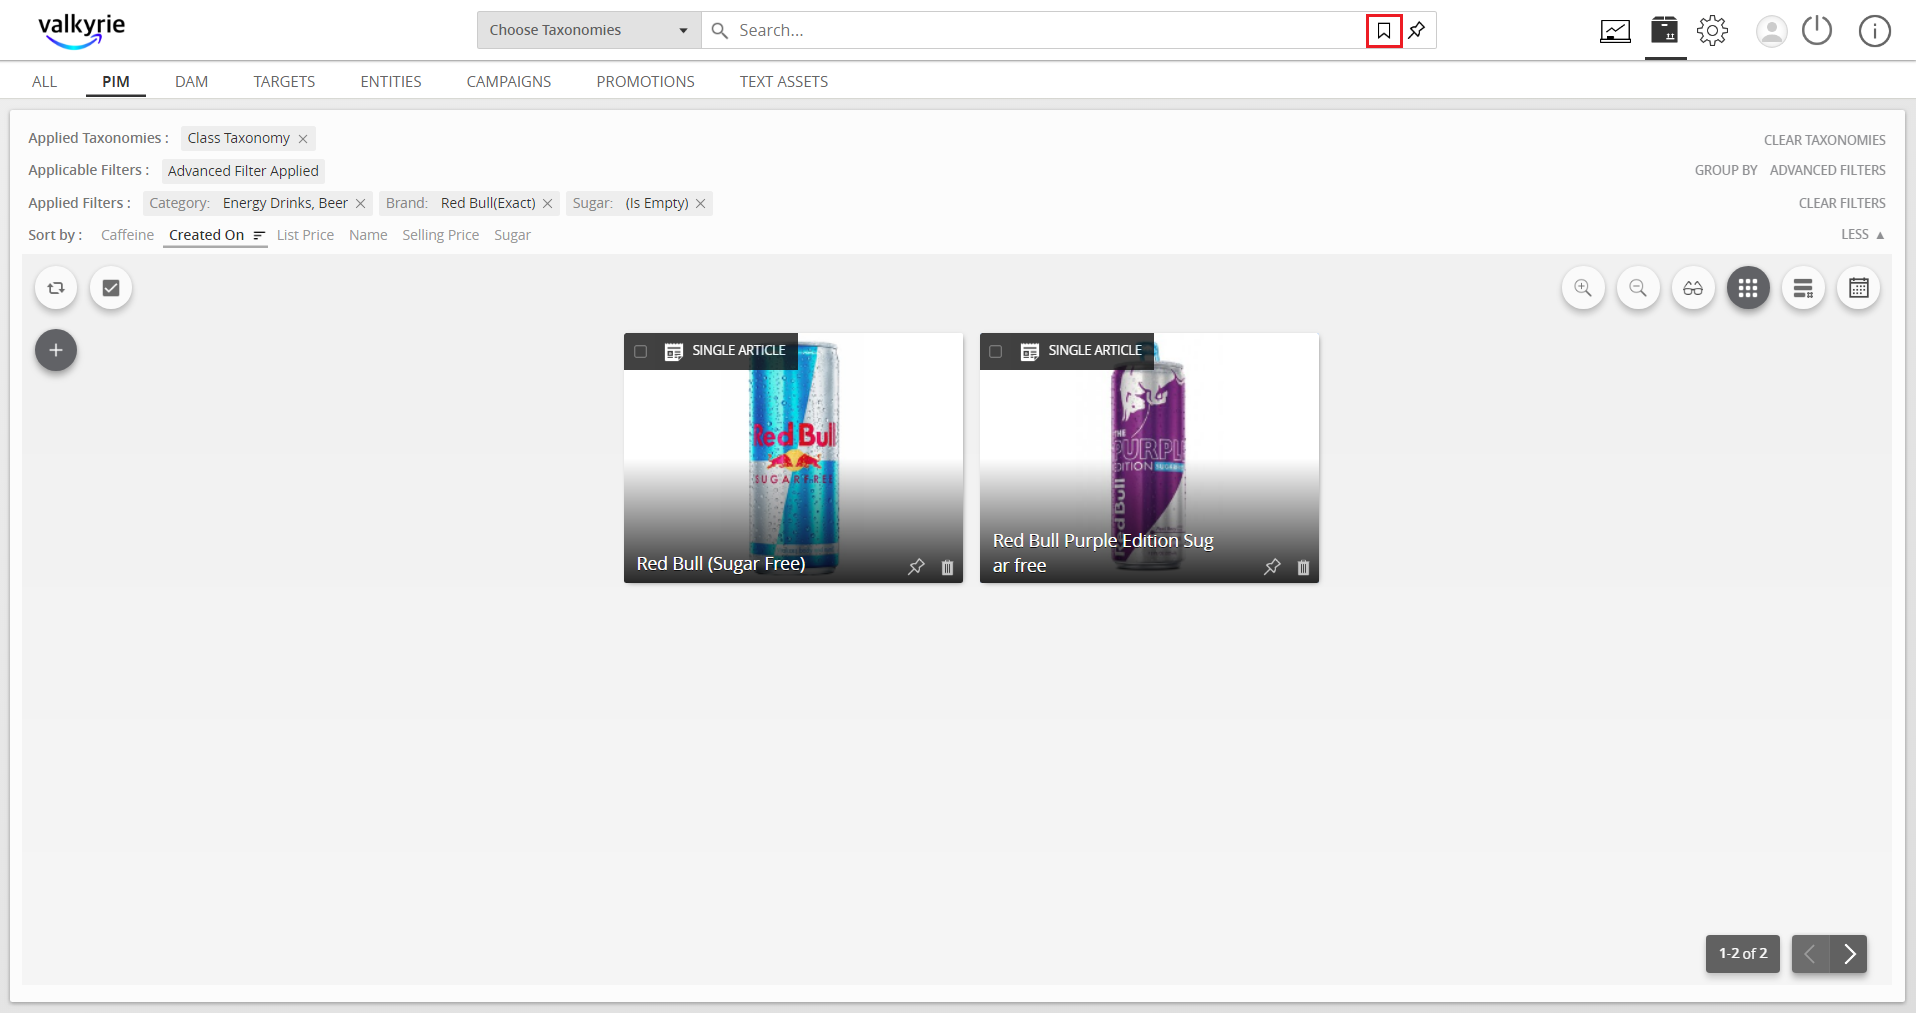 valkyrie
Choose Taxonomies
Search...
ALL
PIM
DAM
TARGETS
ENTITIES
CAMPAIGNS
PROMOTIONS
TEXT ASSETS
Applied Taxonomies :
Class Taxonomy
CLEAR TAXONOMIES
Applicable Filters :
Advanced Filter Applied
GROUP BY
ADVANCED FILTERS
Applied Filters :
Category: Energy Drinks, Beer
Brand: Red Bull(Exact)
Sugar: (Is Empty)
CLEAR FILTERS
Sort by :
Caffeine
Created On
List Price
Name
Selling Price
Sugar
LESS ▲
SINGLE ARTICLE
Red Bull
SUGARFREE
Red Bull (Sugar Free)
SINGLE ARTICLE
THE
PURPLE
EDITION
Red Bull
Red Bull Purple Edition Sug
ar free
1-2 of 2